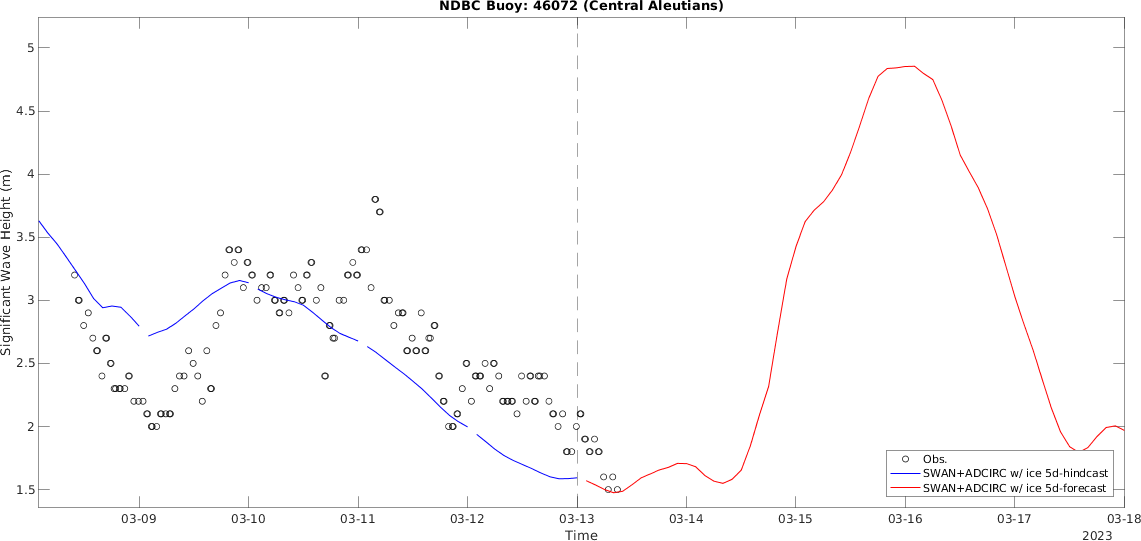 NDBC Buoy: 46072 (Central Aleutians)
Significant Wave Height (m)
5
4.5
4
3.5
3
2.5
2
1.5
Obs.
SWAN+ADCIRC w/ ice 5d-hindcast
SWAN+ADCIRC w/ ice 5d-forecast
03-09 03-10 03-11 03-12 03-13 03-14 03-15 03-16 03-17 03-18
Time
2023